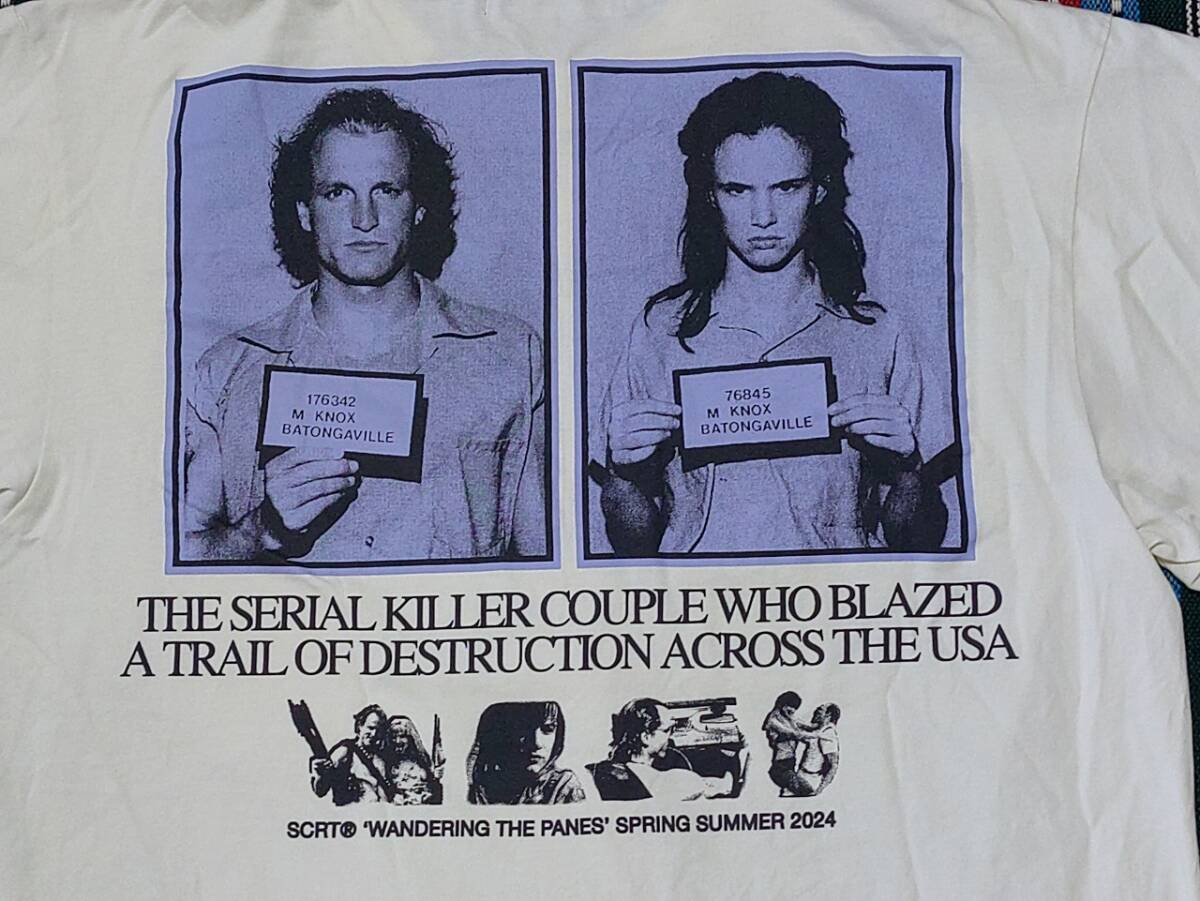 176342
M KNOX
BATONGAVILLE
76845
M KNOX
BATONGAVILLE
THE SERIAL KILLER COUPLE WHO BLAZED
A TRAIL OF DESTRUCTION ACROSS THE USA
SCRT® ‘WANDERING THE PANES’ SPRING SUMMER 2024